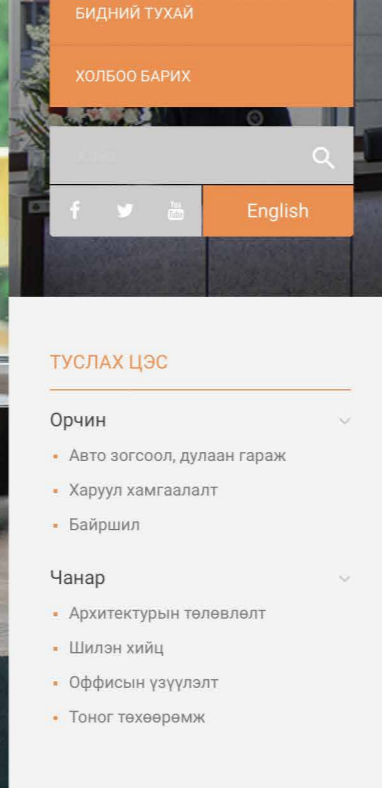 БИДНИЙ ТУХАЙ
ХОЛБОО БАРИХ
English
ТУСЛАХ ЦЭС
Орчин
Авто зогсоол, дулаан гараж
Харуул хамгаалалт
Байршил
Чанар
Архитектурын төлөвлөлт
Шилэн хийц
Оффисын үзүүлэлт
Тоног төхөөрөмж